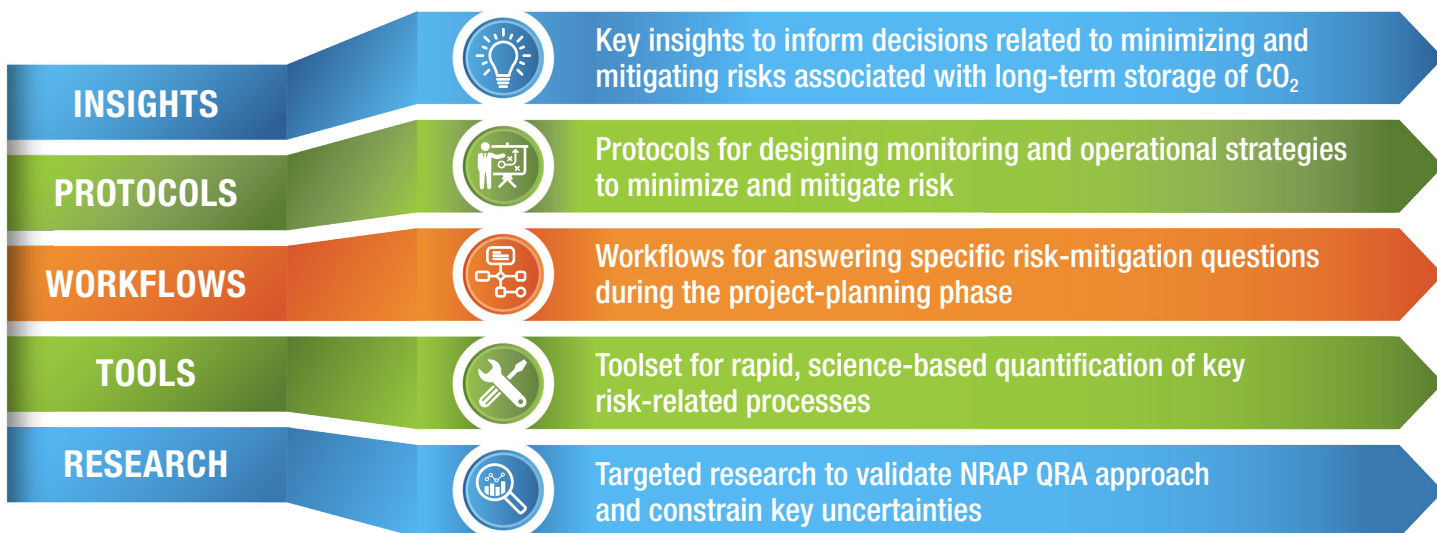 INSIGHTS
Key insights to inform decisions related to minimizing and
mitigating risks associated with long-term storage of CO₂
PROTOCOLS
Protocols for designing monitoring and operational strategies
to minimize and mitigate risk
WORKFLOWS
Workflows for answering specific risk-mitigation questions
during the project-planning phase
TOOLS
Toolset for rapid, science-based quantification of key
risk-related processes
RESEARCH
Targeted research to validate NRAP QRA approach
and constrain key uncertainties